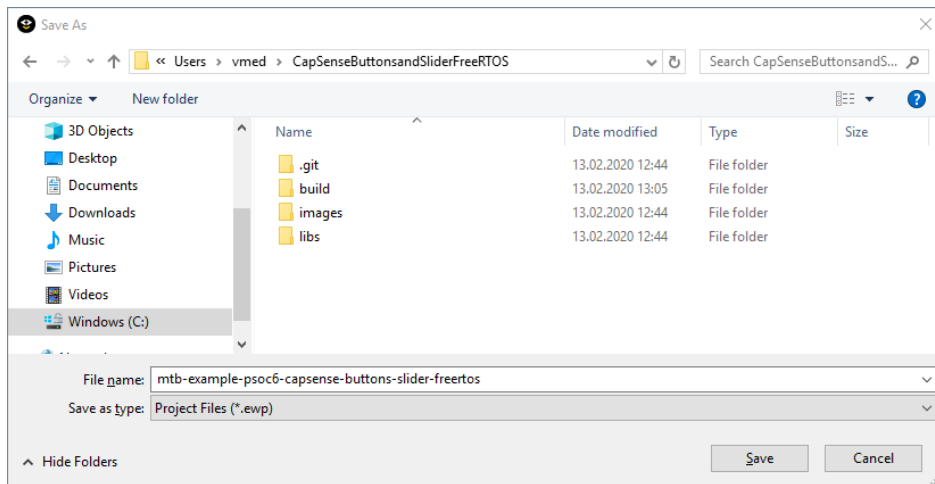 Save As
« Users › vmed › CapSenseButtonsandSliderFreeRTOS
Search CapSenseButtonsandS...
Organize New folder
3D Objects
Desktop
Documents
Downloads
Music
Pictures
Videos
Windows (C:)
Name Date modified Type Size
.git 13.02.2020 12:44 File folder
build 13.02.2020 13:05 File folder
images 13.02.2020 12:44 File folder
libs 13.02.2020 12:44 File folder
File name: mtb-example-psoc6-capsense-buttons-slider-freertos
Save as type: Project Files (*.ewp)
Hide Folders
Save Cancel